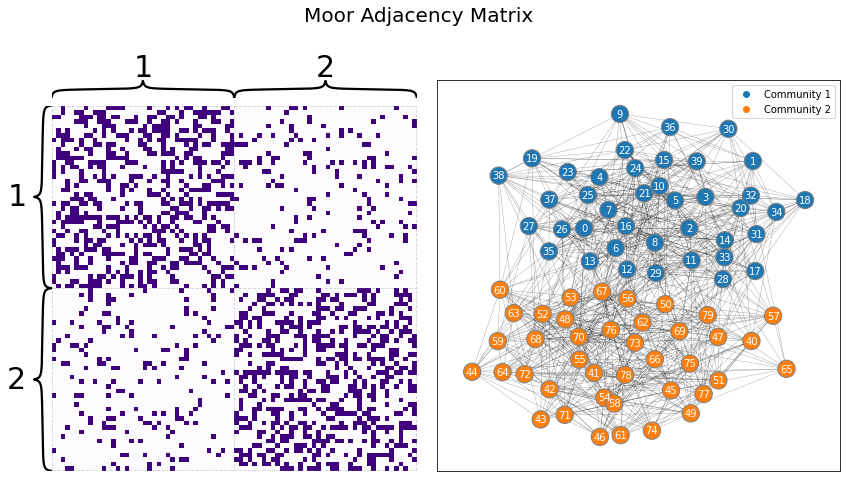 Moor Adjacency Matrix
1 2
1
2
Community 1
Community 2
9
36
30
22
19
24 15 39 1
23 4
38
21 10
25 5 3 32
37 20 18
7 34
27 26 0 16 2
31
35 6 8 14
13 11 33
12 29 17
28
60 53 67 56
63 52 50
48 79 57
76 62
59 68 70 73 69 47 40
55 66 75
44 64 72 41 78 65
42 45 51
54 77
58
43 71 49
46 61 74